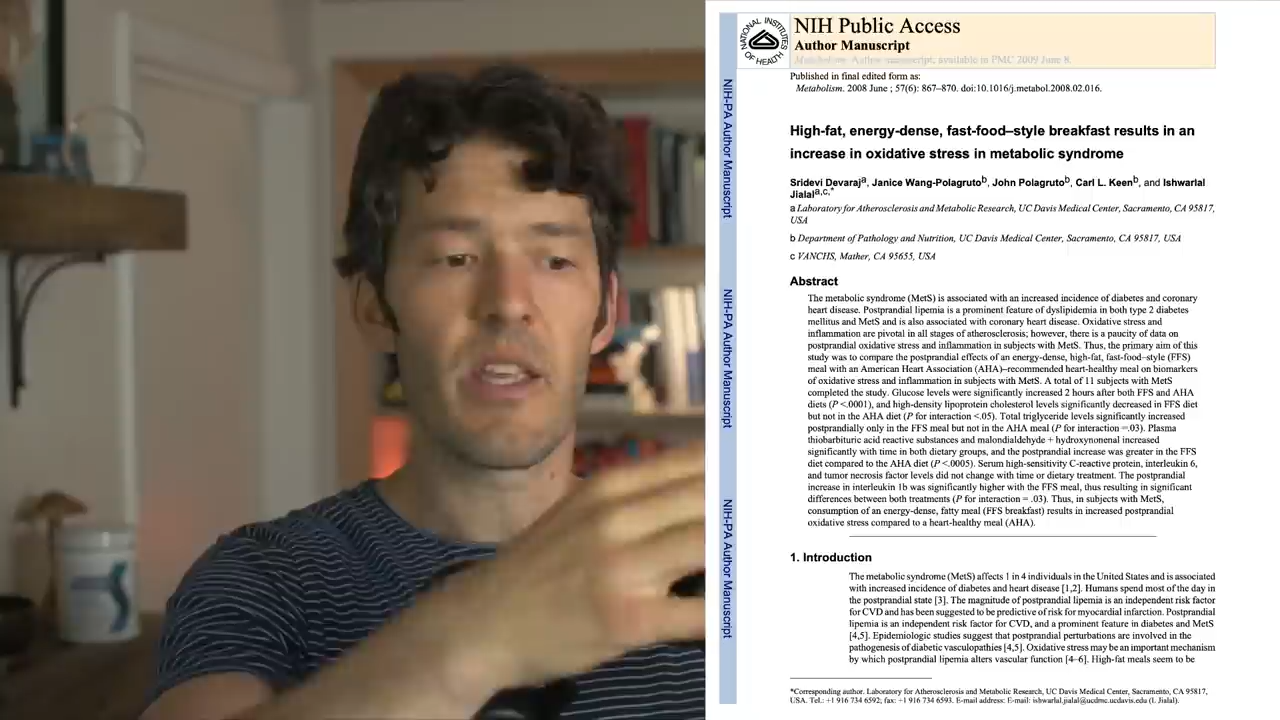 NATIONAL INSTITUTES OF HEALTH
NIH Public Access
Author Manuscript
Metabolism. Author manuscript; available in PMC 2009 June 8.
Published in final edited form as:
Metabolism. 2008 June ; 57(6): 867–870. doi:10.1016/j.metabol.2008.02.016.
High-fat, energy-dense, fast-food–style breakfast results in an
increase in oxidative stress in metabolic syndrome
Sridevi Devaraja, Janice Wang-Polagrutob, John Polagrutob, Carl L. Keenb, and Ishwarlal
Jialala,c,*
a Laboratory for Atherosclerosis and Metabolic Research, UC Davis Medical Center, Sacramento, CA 95817,
USA
b Department of Pathology and Nutrition, UC Davis Medical Center, Sacramento, CA 95817, USA
c VANCHS, Mather, CA 95655, USA
Abstract
The metabolic syndrome (MetS) is associated with an increased incidence of diabetes and coronary
heart disease. Postprandial lipemia is a prominent feature of dyslipidemia in both type 2 diabetes
mellitus and MetS and is also associated with coronary heart disease. Oxidative stress and
inflammation are pivotal in all stages of atherosclerosis; however, there is a paucity of data on
postprandial oxidative stress and inflammation in subjects with MetS. Thus, the primary aim of this
study was to compare the postprandial effects of an energy-dense, high-fat, fast-food–style (FFS)
meal with an American Heart Association (AHA)–recommended heart-healthy meal on biomarkers
of oxidative stress and inflammation in subjects with MetS. A total of 11 subjects with MetS
completed the study. Glucose levels were significantly increased 2 hours after both FFS and AHA
diets (P <.0001), and high-density lipoprotein cholesterol levels significantly decreased in FFS diet
but not in the AHA diet (P for interaction <.05). Total triglyceride levels significantly increased
postprandially only in the FFS meal but not in the AHA meal (P for interaction =.03). Plasma
thiobarbituric acid reactive substances and malondialdehyde + hydroxynonenal increased
significantly with time in both dietary groups, and the postprandial increase was greater in the FFS
diet compared to the AHA diet (P <.0005). Serum high-sensitivity C-reactive protein, interleukin 6,
and tumor necrosis factor levels did not change with time or dietary treatment. The postprandial
increase in interleukin 1b was significantly higher with the FFS meal, thus resulting in significant
differences between both treatments (P for interaction = .03). Thus, in subjects with MetS,
consumption of an energy-dense, fatty meal (FFS breakfast) results in increased postprandial
oxidative stress compared to a heart-healthy meal (AHA).
1. Introduction
The metabolic syndrome (MetS) affects 1 in 4 individuals in the United States and is associated
with increased incidence of diabetes and heart disease [1,2]. Humans spend most of the day in
the postprandial state [3]. The magnitude of postprandial lipemia is an independent risk factor
for CVD and has been suggested to be predictive of risk for myocardial infarction. Postprandial
lipemia is an independent risk factor for CVD, and a prominent feature in diabetes and MetS
[4,5]. Epidemiologic studies suggest that postprandial perturbations are involved in the
pathogenesis of diabetic vasculopathies [4,5]. Oxidative stress may be an important mechanism
by which postprandial lipemia alters vascular function [4–6]. High-fat meals seem to be
*Corresponding author. Laboratory for Atherosclerosis and Metabolic Research, UC Davis Medical Center, Sacramento, CA 95817,
USA. Tel.: +1 916 734 6592; fax: +1 916 734 6593. E-mail address: E-mail: ishwarlal.jialal@ucdmc.ucdavis.edu (I. Jialal).
NIH-PA Author Manuscript
NIH-PA Author Manuscript
NIH-PA Author Manuscript